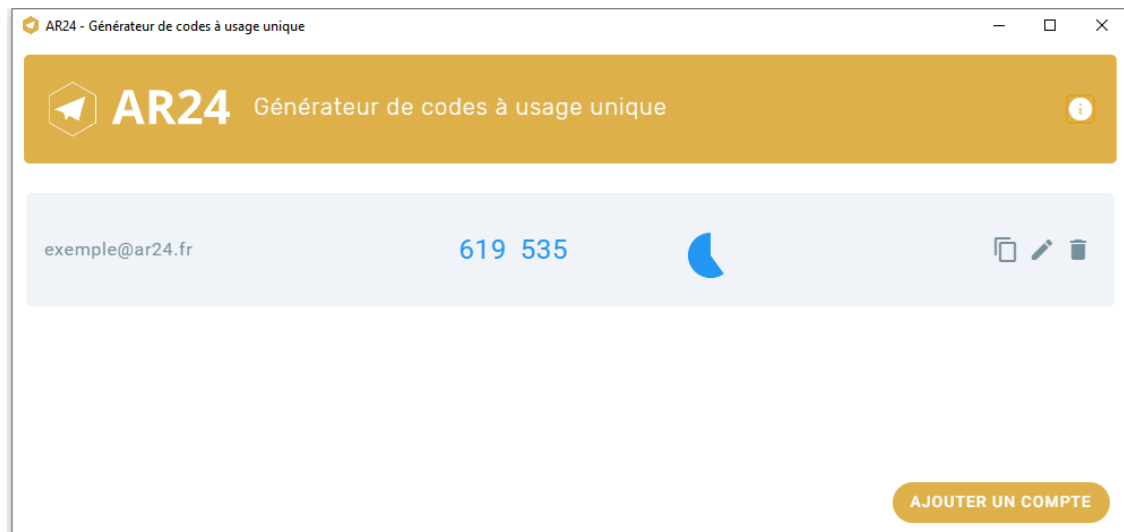 AR24 - Générateur de codes à usage unique
AR24 Générateur de codes à usage unique
exemple@ar24.fr 619 535
AJOUTER UN COMPTE